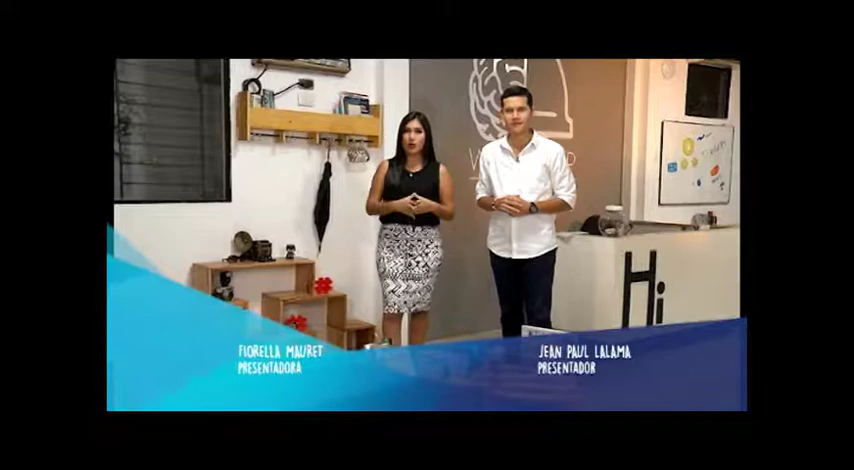 Hi
FIORELLA MAURET
PRESENTADORA
JEAN PAUL LALAMA
PRESENTADOR